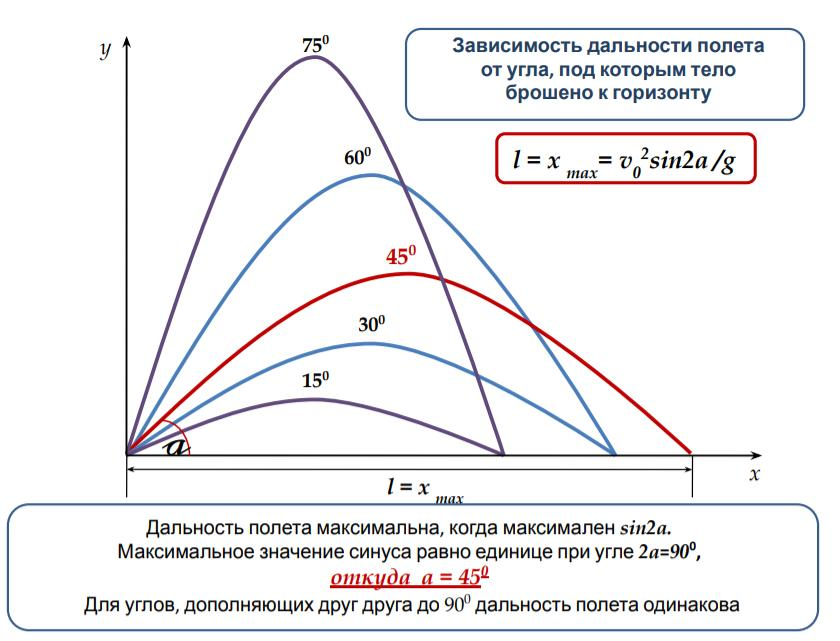 y
75⁰
Зависимость дальности полета
от угла, под которым тело
брошено к горизонту
60⁰
l = x max = v₀²sin2a/g
45⁰
30⁰
15⁰
a
x
l = x max
Дальность полета максимальна, когда максимален sin2a.
Максимальное значение синуса равно единице при угле 2a=90⁰,
откуда a = 45⁰
Для углов, дополняющих друг друга до 90⁰ дальность полета одинакова